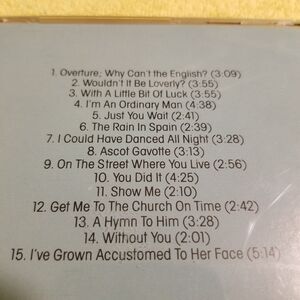 1. Overture; Why Can't the English? (3:09)
2. Wouldn't It Be Loverly? (3:55)
3. With A Little Bit Of Luck (3:55)
4. I'm An Ordinary Man (4:38)
5. Just You Wait (2:41)
6. The Rain In Spain (2:39)
7. I Could Have Danced All Night (3:28)
8. Ascot Gavotte (3:13)
9. On The Street Where You Live (2:56)
10. You Did It (4:25)
11. Show Me (2:10)
12. Get Me To The Church On Time (2:42)
13. A Hymn To Him (3:28)
14. Without You (2:01)
15. I've Grown Accustomed To Her Face (5:14)